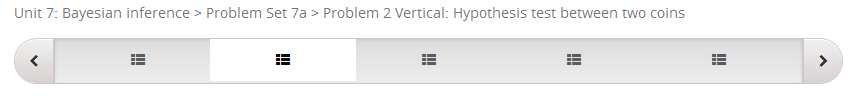 Unit 7: Bayesian inference > Problem Set 7a > Problem 2 Vertical: Hypothesis test between two coins